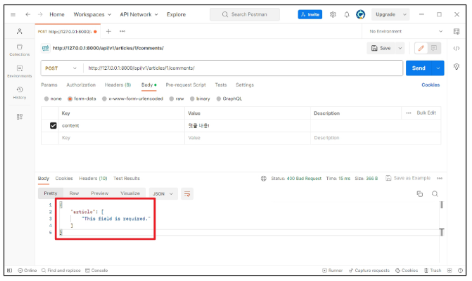 Home Workspaces API Network Explore
Search Postman
Invite
Upgrade
POST http://127.0.0.1:8000/
No Environment
http://127.0.0.1:8000/api/v1/articles/1/comments/
Save
POST
http://127.0.0.1:8000/api/v1/articles/1/comments/
Send
Params Authorization Headers (9) Body Pre-request Script Tests Settings
Cookies
none form-data x-www-form-urlencoded raw binary GraphQL
Key Value Description Bulk Edit
content 댓글 내용!
Key Value Description
Collections
Environments
History
Body Cookies Headers (10) Test Results
Status: 400 Bad Request Time: 15 ms
Save as Example
Pretty Raw Preview Visualize JSON
1 {
2 "article": [
3 "This field is required."
4 ]
5 }
Online Find and replace Console
Runner Capture requests Cookies Trash